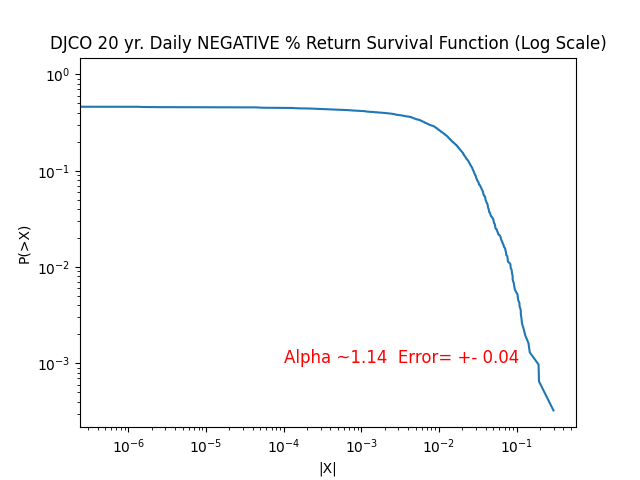 DJCO 20 yr. Daily NEGATIVE % Return Survival Function (Log Scale)
10⁰
10⁻¹
10⁻²
10⁻³
P(>X)
Alpha ~1.14  Error= +- 0.04
10⁻⁶ 10⁻⁵ 10⁻⁴ 10⁻³ 10⁻² 10⁻¹
|X|